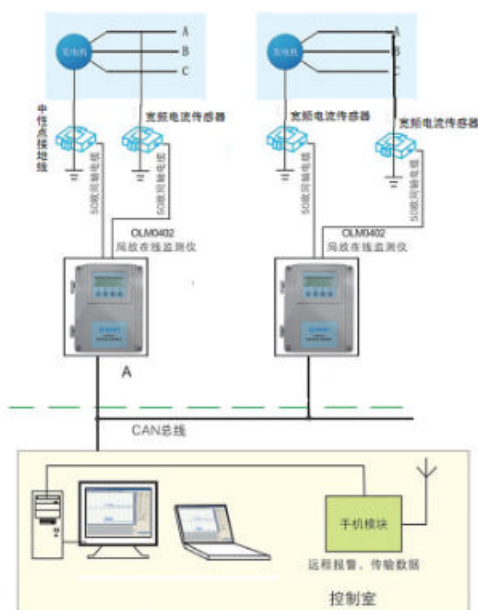 发电机
A
B
C
发电机
A
B
C
中性点接地线
宽频电流传感器
宽频电流传感器
宽频电流传感器
50欧同轴电缆
50欧同轴电缆
50欧同轴电缆
50欧同轴电缆
OLM0402
局放在线监测仪
OLM0402
局放在线监测仪
A
CAN总线
手机模块
远程报警、传输数据
控制室